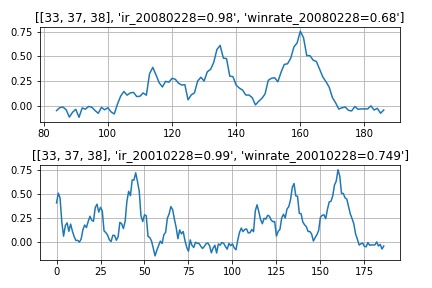 [[33, 37, 38], 'ir_20080228=0.98', 'winrate_20080228=0.68']
0.75
0.50
0.25
0.00
80 100 120 140 160 180
[[33, 37, 38], 'ir_20010228=0.99', 'winrate_20010228=0.749']
0.75
0.50
0.25
0.00
0 25 50 75 100 125 150 175